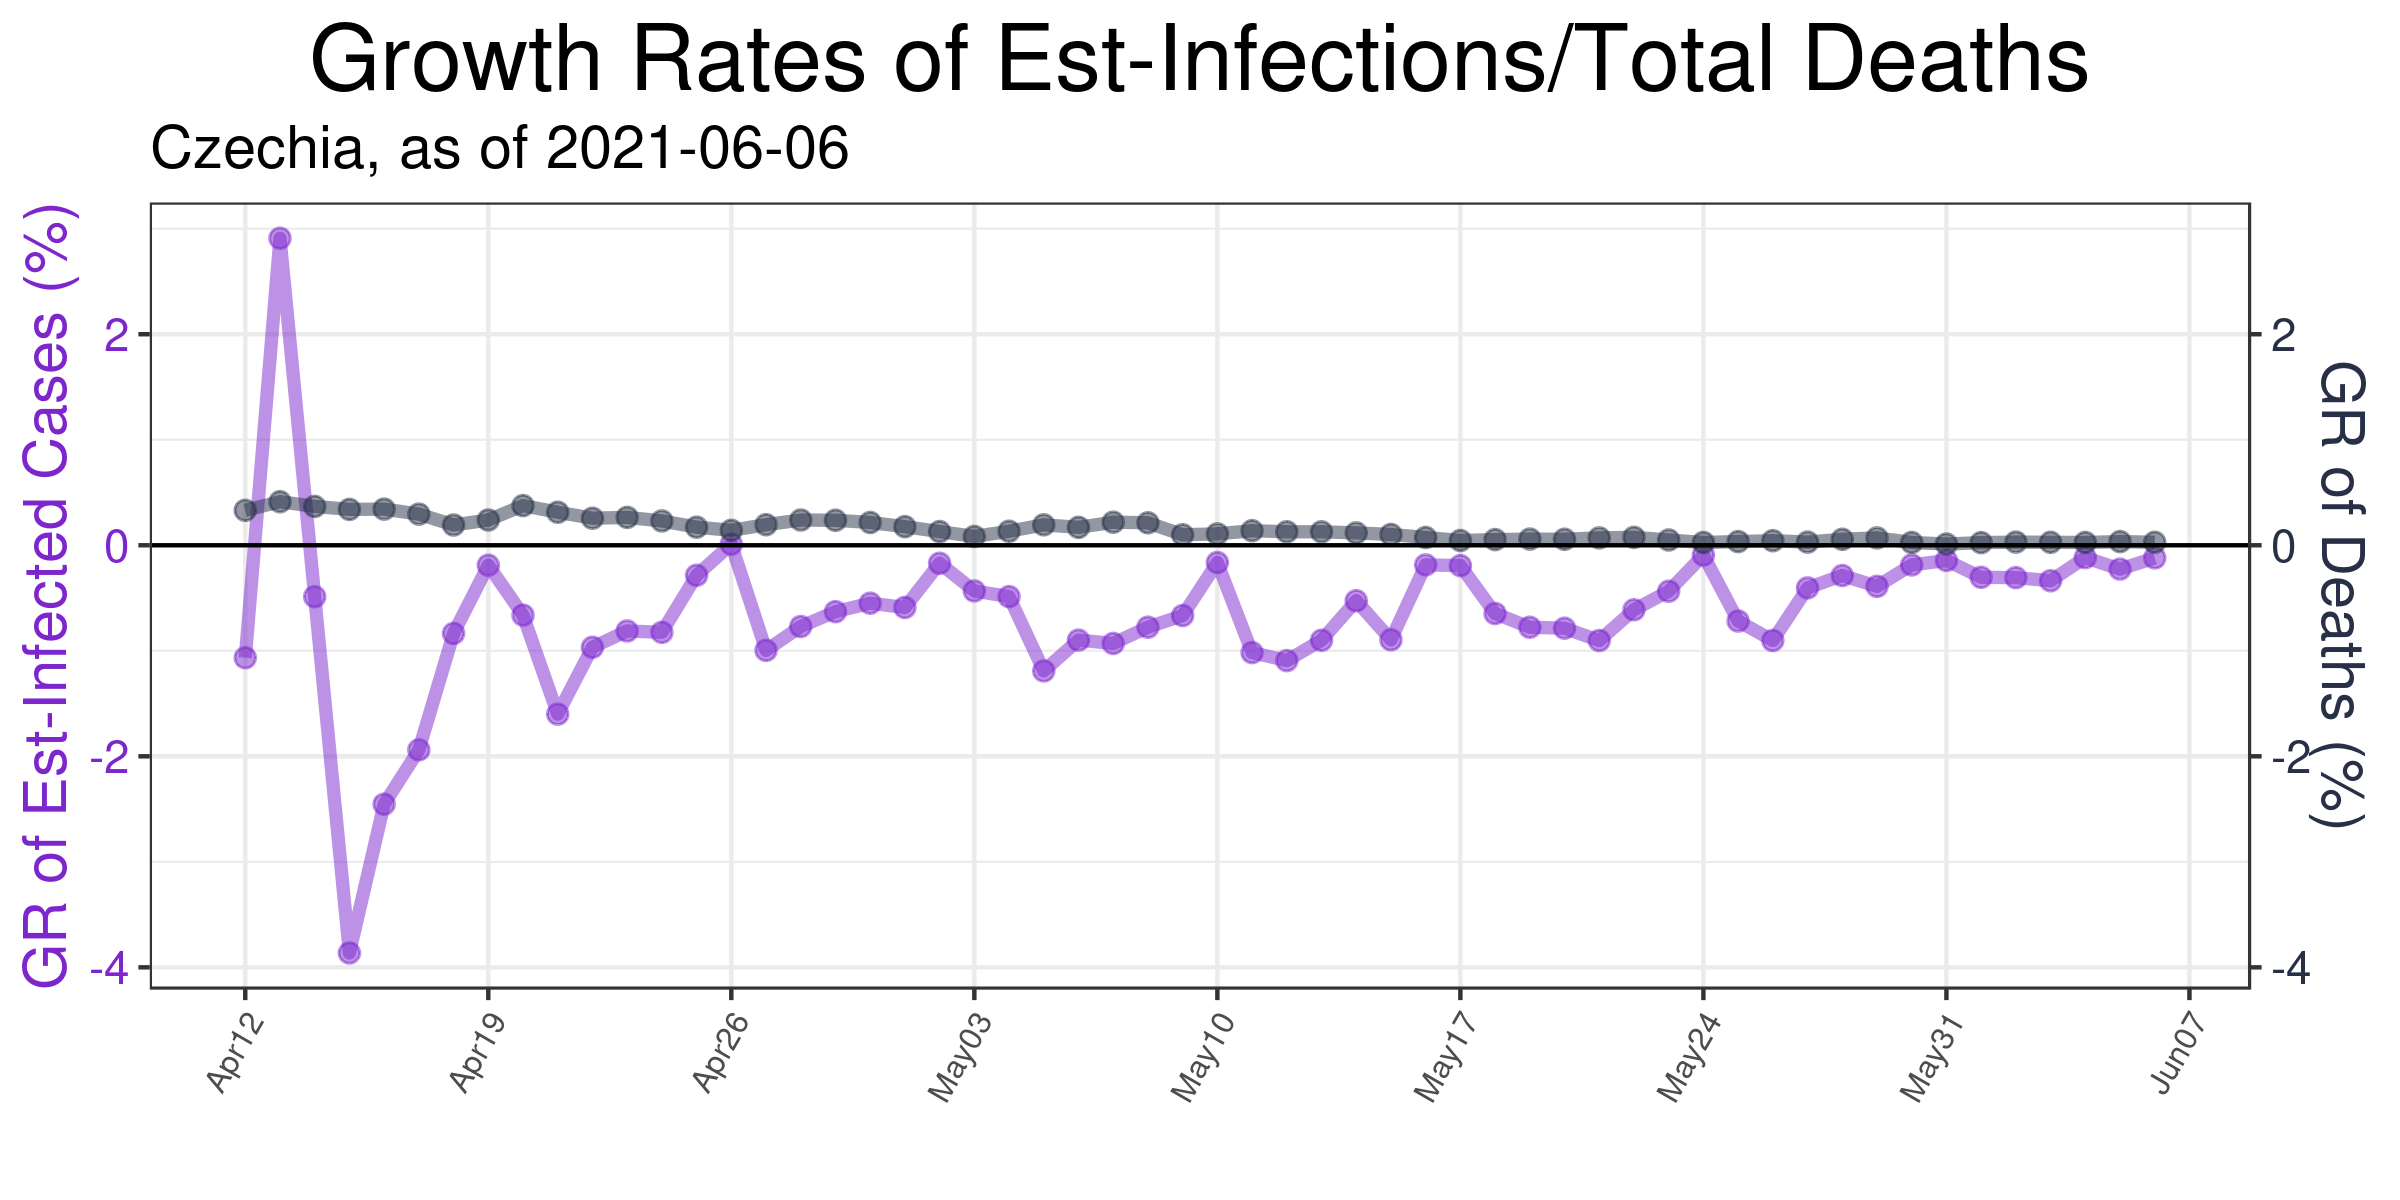 Growth Rates of Est-Infections/Total Deaths
Czechia, as of 2021-06-06
GR of Est-Infected Cases (%)
2
0
-2
-4
2
0
-2
-4
GR of Deaths (%)
Apr12
Apr19
Apr26
May03
May10
May17
May24
May31
Jun07